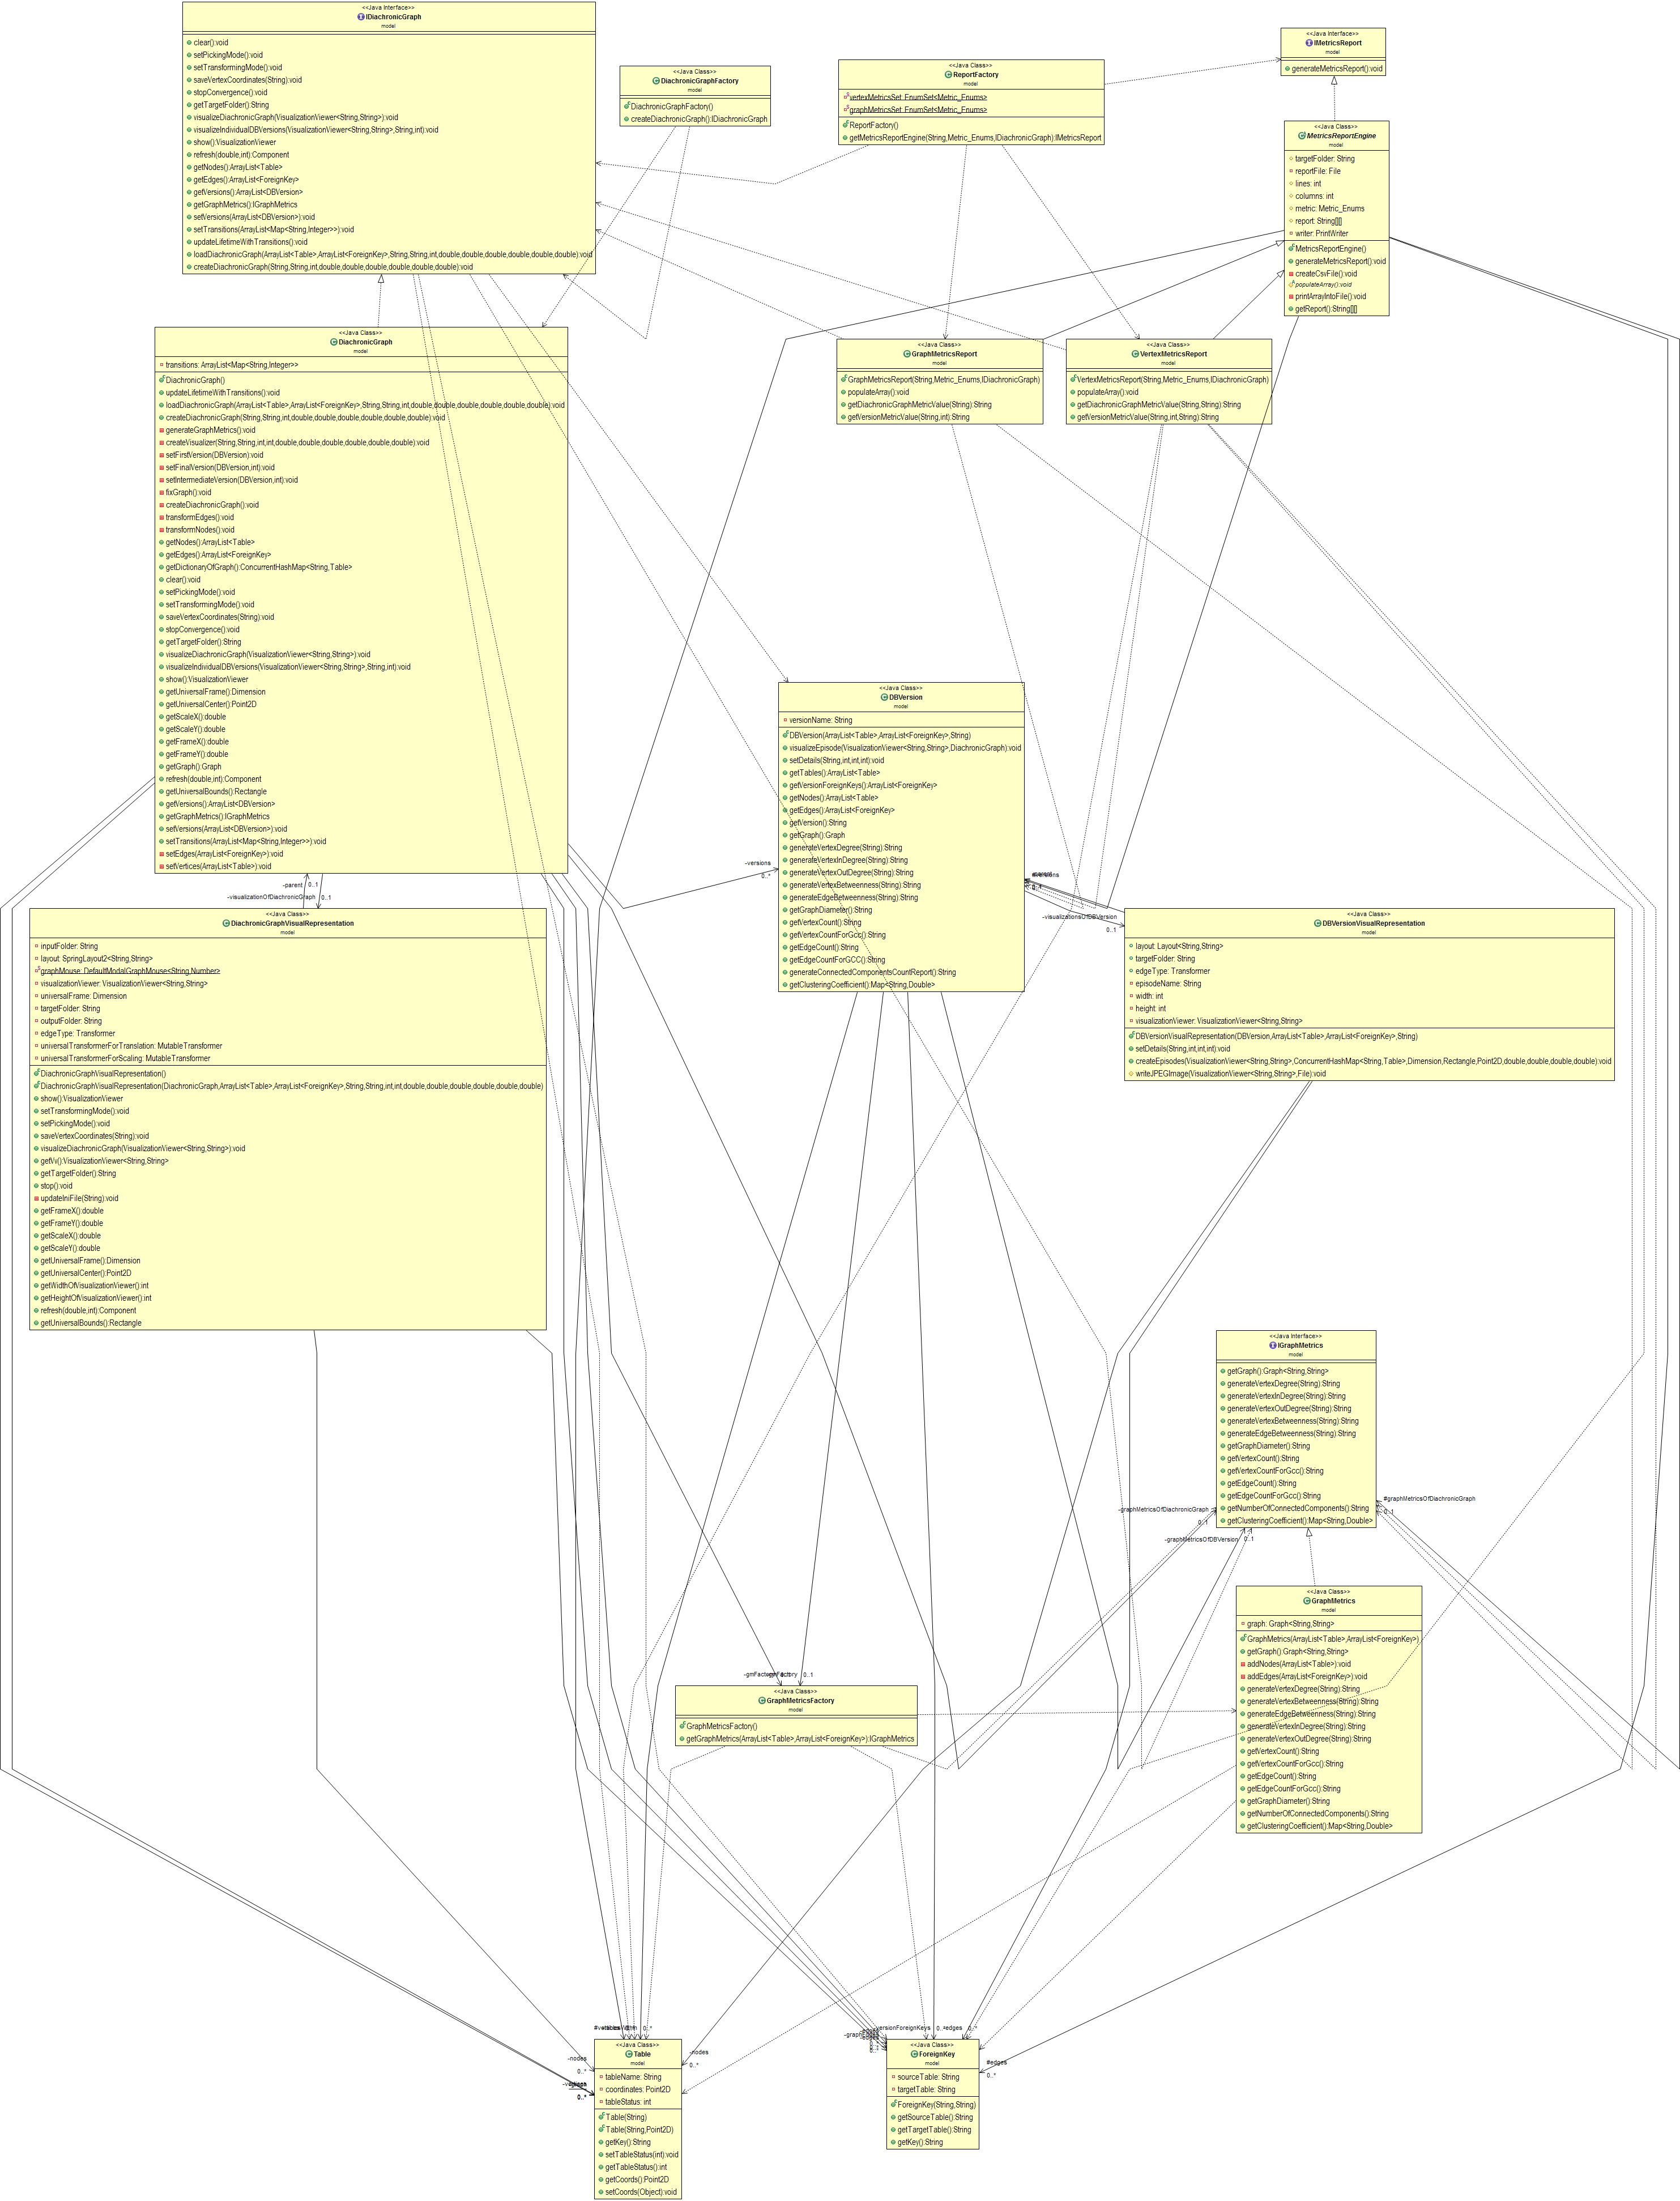 <<Java Interface>>
IDiachronicGraph
model
clear():void
setPickingMode():void
setTransformingMode():void
saveVertexCoordinates(String):void
stopConvergence():void
getTargetFolder():String
visualizeDiachronicGraph(VisualizationViewer<String,String>):void
visualizeIndividualDBVersions(VisualizationViewer<String,String>,String,int):void
show():VisualizationViewer
refresh(double,int):Component
getNodes():ArrayList<Table>
getEdges():ArrayList<ForeignKey>
getVersions():ArrayList<DBVersion>
getGraphMetrics():IGraphMetrics
setVersions(ArrayList<DBVersion>):void
setTransitions(ArrayList<Map<String,Integer>>):void
updateLifetimeWithTransitions():void
loadDiachronicGraph(ArrayList<Table>,ArrayList<ForeignKey>,String,String,int,double,double,double,double,double,double):void
createDiachronicGraph(String,String,int,double,double,double,double,double,double):void
<<Java Class>>
DiachronicGraphFactory
model
DiachronicGraphFactory()
createDiachronicGraph():IDiachronicGraph
<<Java Class>>
ReportFactory
model
vertexMetricsSet: EnumSet<Metric_Enums>
graphMetricsSet: EnumSet<Metric_Enums>
ReportFactory()
getMetricsReportEngine(String,Metric_Enums,IDiachronicGraph):IMetricsReport
<<Java Interface>>
IMetricsReport
model
generateMetricsReport():void
<<Java Class>>
MetricsReportEngine
model
targetFolder: String
reportFile: File
lines: int
columns: int
metric: Metric_Enums
report: String[][]
writer: PrintWriter
MetricsReportEngine()
generateMetricsReport():void
createCsvFile():void
populateArray():void
printArrayIntoFile():void
getReport():String[][]
<<Java Class>>
DiachronicGraph
model
transitions: ArrayList<Map<String,Integer>>
DiachronicGraph()
updateLifetimeWithTransitions():void
loadDiachronicGraph(ArrayList<Table>,ArrayList<ForeignKey>,String,String,int,double,double,double,double,double,double):void
createDiachronicGraph(String,String,int,double,double,double,double,double,double):void
generateGraphMetrics():void
createVisualizer(String,String,int,int,double,double,double,double,double,double):void
setFirstVersion(DBVersion):void
setFinalVersion(DBVersion,int):void
setIntermediateVersion(DBVersion,int):void
fixGraph():void
createDiachronicGraph():void
transformEdges():void
transformNodes():void
getNodes():ArrayList<Table>
getEdges():ArrayList<ForeignKey>
getDictionaryOfGraph():ConcurrentHashMap<String,Table>
clear():void
setPickingMode():void
setTransformingMode():void
saveVertexCoordinates(String):void
stopConvergence():void
getTargetFolder():String
visualizeDiachronicGraph(VisualizationViewer<String,String>):void
visualizeIndividualDBVersions(VisualizationViewer<String,String>,String,int):void
show():VisualizationViewer
getUniversalFrame():Dimension
getUniversalCenter():Point2D
getScaleX():double
getScaleY():double
getFrameX():double
getFrameY():double
getGraph():Graph
refresh(double,int):Component
getUniversalBounds():Rectangle
getVersions():ArrayList<DBVersion>
getGraphMetrics():IGraphMetrics
setVersions(ArrayList<DBVersion>):void
setTransitions(ArrayList<Map<String,Integer>>):void
setEdges(ArrayList<ForeignKey>):void
setVertices(ArrayList<Table>):void
<<Java Class>>
GraphMetricsReport
model
GraphMetricsReport(String,Metric_Enums,IDiachronicGraph)
populateArray():void
getDiachronicGraphMetricValue(String):String
getVersionMetricValue(String,int):String
<<Java Class>>
VertexMetricsReport
model
VertexMetricsReport(String,Metric_Enums,IDiachronicGraph)
populateArray():void
getDiachronicGraphMetricValue(String,String):String
getVersionMetricValue(String,int,String):String
<<Java Class>>
DBVersion
model
versionName: String
DBVersion(ArrayList<Table>,ArrayList<ForeignKey>,String)
visualizeEpisode(VisualizationViewer<String,String>,DiachronicGraph):void
setDetails(String,int,int,int):void
getTables():ArrayList<Table>
getVersionForeignKeys():ArrayList<ForeignKey>
getNodes():ArrayList<Table>
getEdges():ArrayList<ForeignKey>
getVersion():String
getGraph():Graph
generateVertexDegree(String):String
generateVertexInDegree(String):String
generateVertexOutDegree(String):String
generateVertexBetweenness(String):String
generateEdgeBetweenness(String):String
getGraphDiameter():String
getVertexCount():String
getVertexCountForGcc():String
getEdgeCount():String
getEdgeCountForGCC():String
generateConnectedComponentsCountReport():String
getClusteringCoefficient():Map<String,Double>
-versions
0..*
-parent
0..1
-visualizationOfDiachronicGraph
0..1
-visualizationsOfDBVersion
0..1
<<Java Class>>
DiachronicGraphVisualRepresentation
model
inputFolder: String
layout: SpringLayout2<String,String>
graphMouse: DefaultModalGraphMouse<String,Number>
visualizationViewer: VisualizationViewer<String,String>
universalFrame: Dimension
targetFolder: String
outputFolder: String
edgeType: Transformer
universalTransformerForTranslation: MutableTransformer
universalTransformerForScaling: MutableTransformer
DiachronicGraphVisualRepresentation()
DiachronicGraphVisualRepresentation(DiachronicGraph,ArrayList<Table>,ArrayList<ForeignKey>,String,String,int,int,double,double,double,double,double,double)
show():VisualizationViewer
setTransformingMode():void
setPickingMode():void
saveVertexCoordinates(String):void
visualizeDiachronicGraph(VisualizationViewer<String,String>):void
getVv():VisualizationViewer<String,String>
getTargetFolder():String
stop():void
updateIniFile(String):void
getFrameX():double
getFrameY():double
getScaleX():double
getScaleY():double
getUniversalFrame():Dimension
getUniversalCenter():Point2D
getWidthOfVisualizationViewer():int
getHeightOfVisualizationViewer():int
refresh(double,int):Component
getUniversalBounds():Rectangle
<<Java Class>>
DBVersionVisualRepresentation
model
layout: Layout<String,String>
targetFolder: String
edgeType: Transformer
episodeName: String
width: int
height: int
visualizationViewer: VisualizationViewer<String,String>
DBVersionVisualRepresentation(DBVersion,ArrayList<Table>,ArrayList<ForeignKey>,String)
setDetails(String,int,int,int):void
createEpisodes(VisualizationViewer<String,String>,ConcurrentHashMap<String,Table>,Dimension,Rectangle,Point2D,double,double,double,double):void
writeJPEGImage(VisualizationViewer<String,String>,File):void
<<Java Interface>>
IGraphMetrics
model
getGraph():Graph<String,String>
generateVertexDegree(String):String
generateVertexInDegree(String):String
generateVertexOutDegree(String):String
generateVertexBetweenness(String):String
generateEdgeBetweenness(String):String
getGraphDiameter():String
getVertexCount():String
getVertexCountForGcc():String
getEdgeCount():String
getEdgeCountForGcc():String
getNumberOfConnectedComponents():String
getClusteringCoefficient():Map<String,Double>
-graphMetricsOfDiachronicGraph
0..1
#graphMetricsOfDiachronicGraph
0..1
-graphMetricsOfDBVersion
0..1
<<Java Class>>
GraphMetrics
model
graph: Graph<String,String>
GraphMetrics(ArrayList<Table>,ArrayList<ForeignKey>)
getGraph():Graph<String,String>
addNodes(ArrayList<Table>):void
addEdges(ArrayList<ForeignKey>):void
generateVertexDegree(String):String
generateVertexBetweenness(String):String
generateEdgeBetweenness(String):String
generateVertexInDegree(String):String
generateVertexOutDegree(String):String
getVertexCount():String
getVertexCountForGcc():String
getEdgeCount():String
getEdgeCountForGcc():String
getGraphDiameter():String
getNumberOfConnectedComponents():String
getClusteringCoefficient():Map<String,Double>
0..1
<<Java Class>>
GraphMetricsFactory
model
GraphMetricsFactory()
getGraphMetrics(ArrayList<Table>,ArrayList<ForeignKey>):IGraphMetrics
0..*
-versionForeignKeys
0..*
-edges
0..*
<<Java Class>>
Table
model
tableName: String
coordinates: Point2D
tableStatus: int
Table(String)
Table(String,Point2D)
getKey():String
setTableStatus(int):void
getTableStatus():int
getCoords():Point2D
setCoords(Object):void
-nodes
0..*
-nodes
0..*
0..*
<<Java Class>>
ForeignKey
model
sourceTable: String
targetTable: String
ForeignKey(String,String)
getSourceTable():String
getTargetTable():String
getKey():String
#edges
0..*